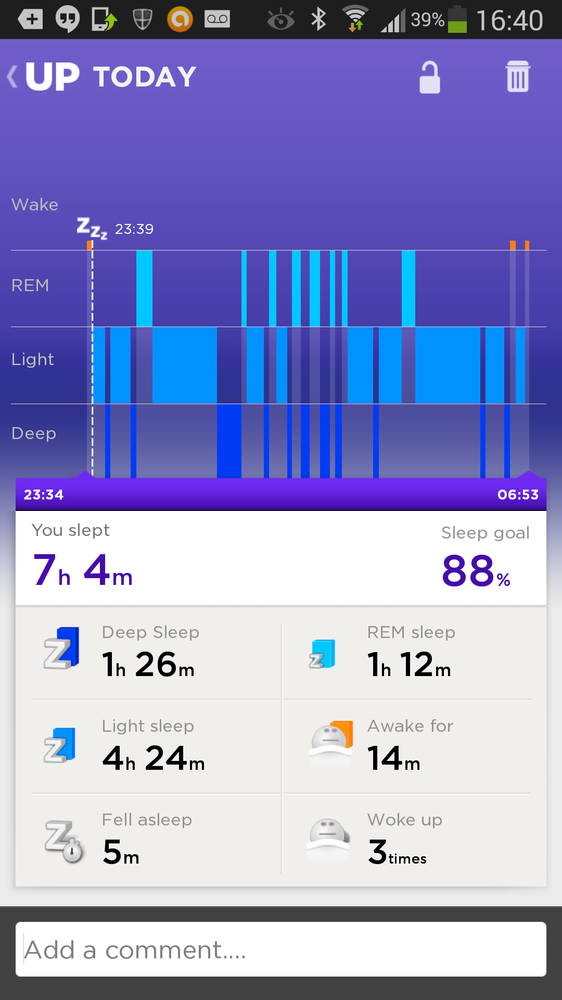 39% 16:40
UP TODAY
Wake
zzz 23:39
REM
Light
Deep
23:34 06:53
You slept Sleep goal
7h 4m 88%
Deep Sleep REM sleep
1h 26m 1h 12m
Light sleep Awake for
4h 24m 14m
Fell asleep Woke up
5m 3times
Add a comment....